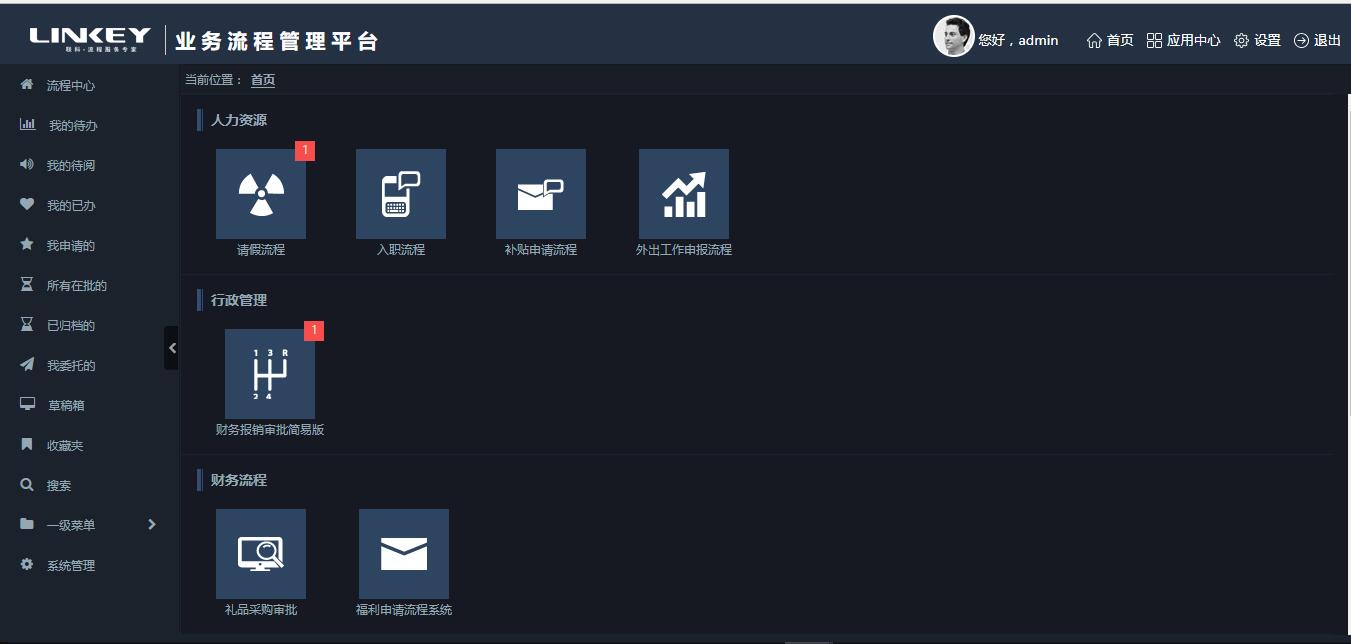 LINKEY
联科·流程服务专家
业务流程管理平台
您好，admin
首页
应用中心
设置
退出
流程中心
我的待办
我的待阅
我的已办
我申请的
所有在批的
已归档的
我委托的
草稿箱
收藏夹
搜索
一级菜单
系统管理
当前位置： 首页
人力资源
1
请假流程
入职流程
补贴申请流程
外出工作申报流程
行政管理
1
1 3 R
2 4
财务报销审批简易版
财务流程
礼品采购审批
福利申请流程系统